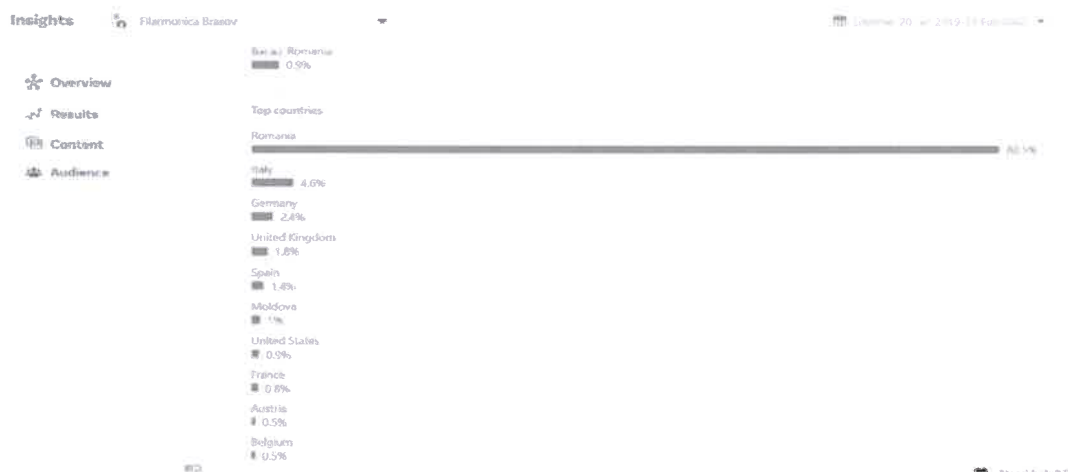 Insights Filarmonica Brasov
Romania
0.9%
Overview
Results
Content
Audience
Top countries
Romania
Italy
4.6%
Germany
2.4%
United Kingdom
1.8%
Spain
1.4%
Moldova
1%
United States
0.9%
France
0.8%
Austria
0.5%
Belgium
0.5%